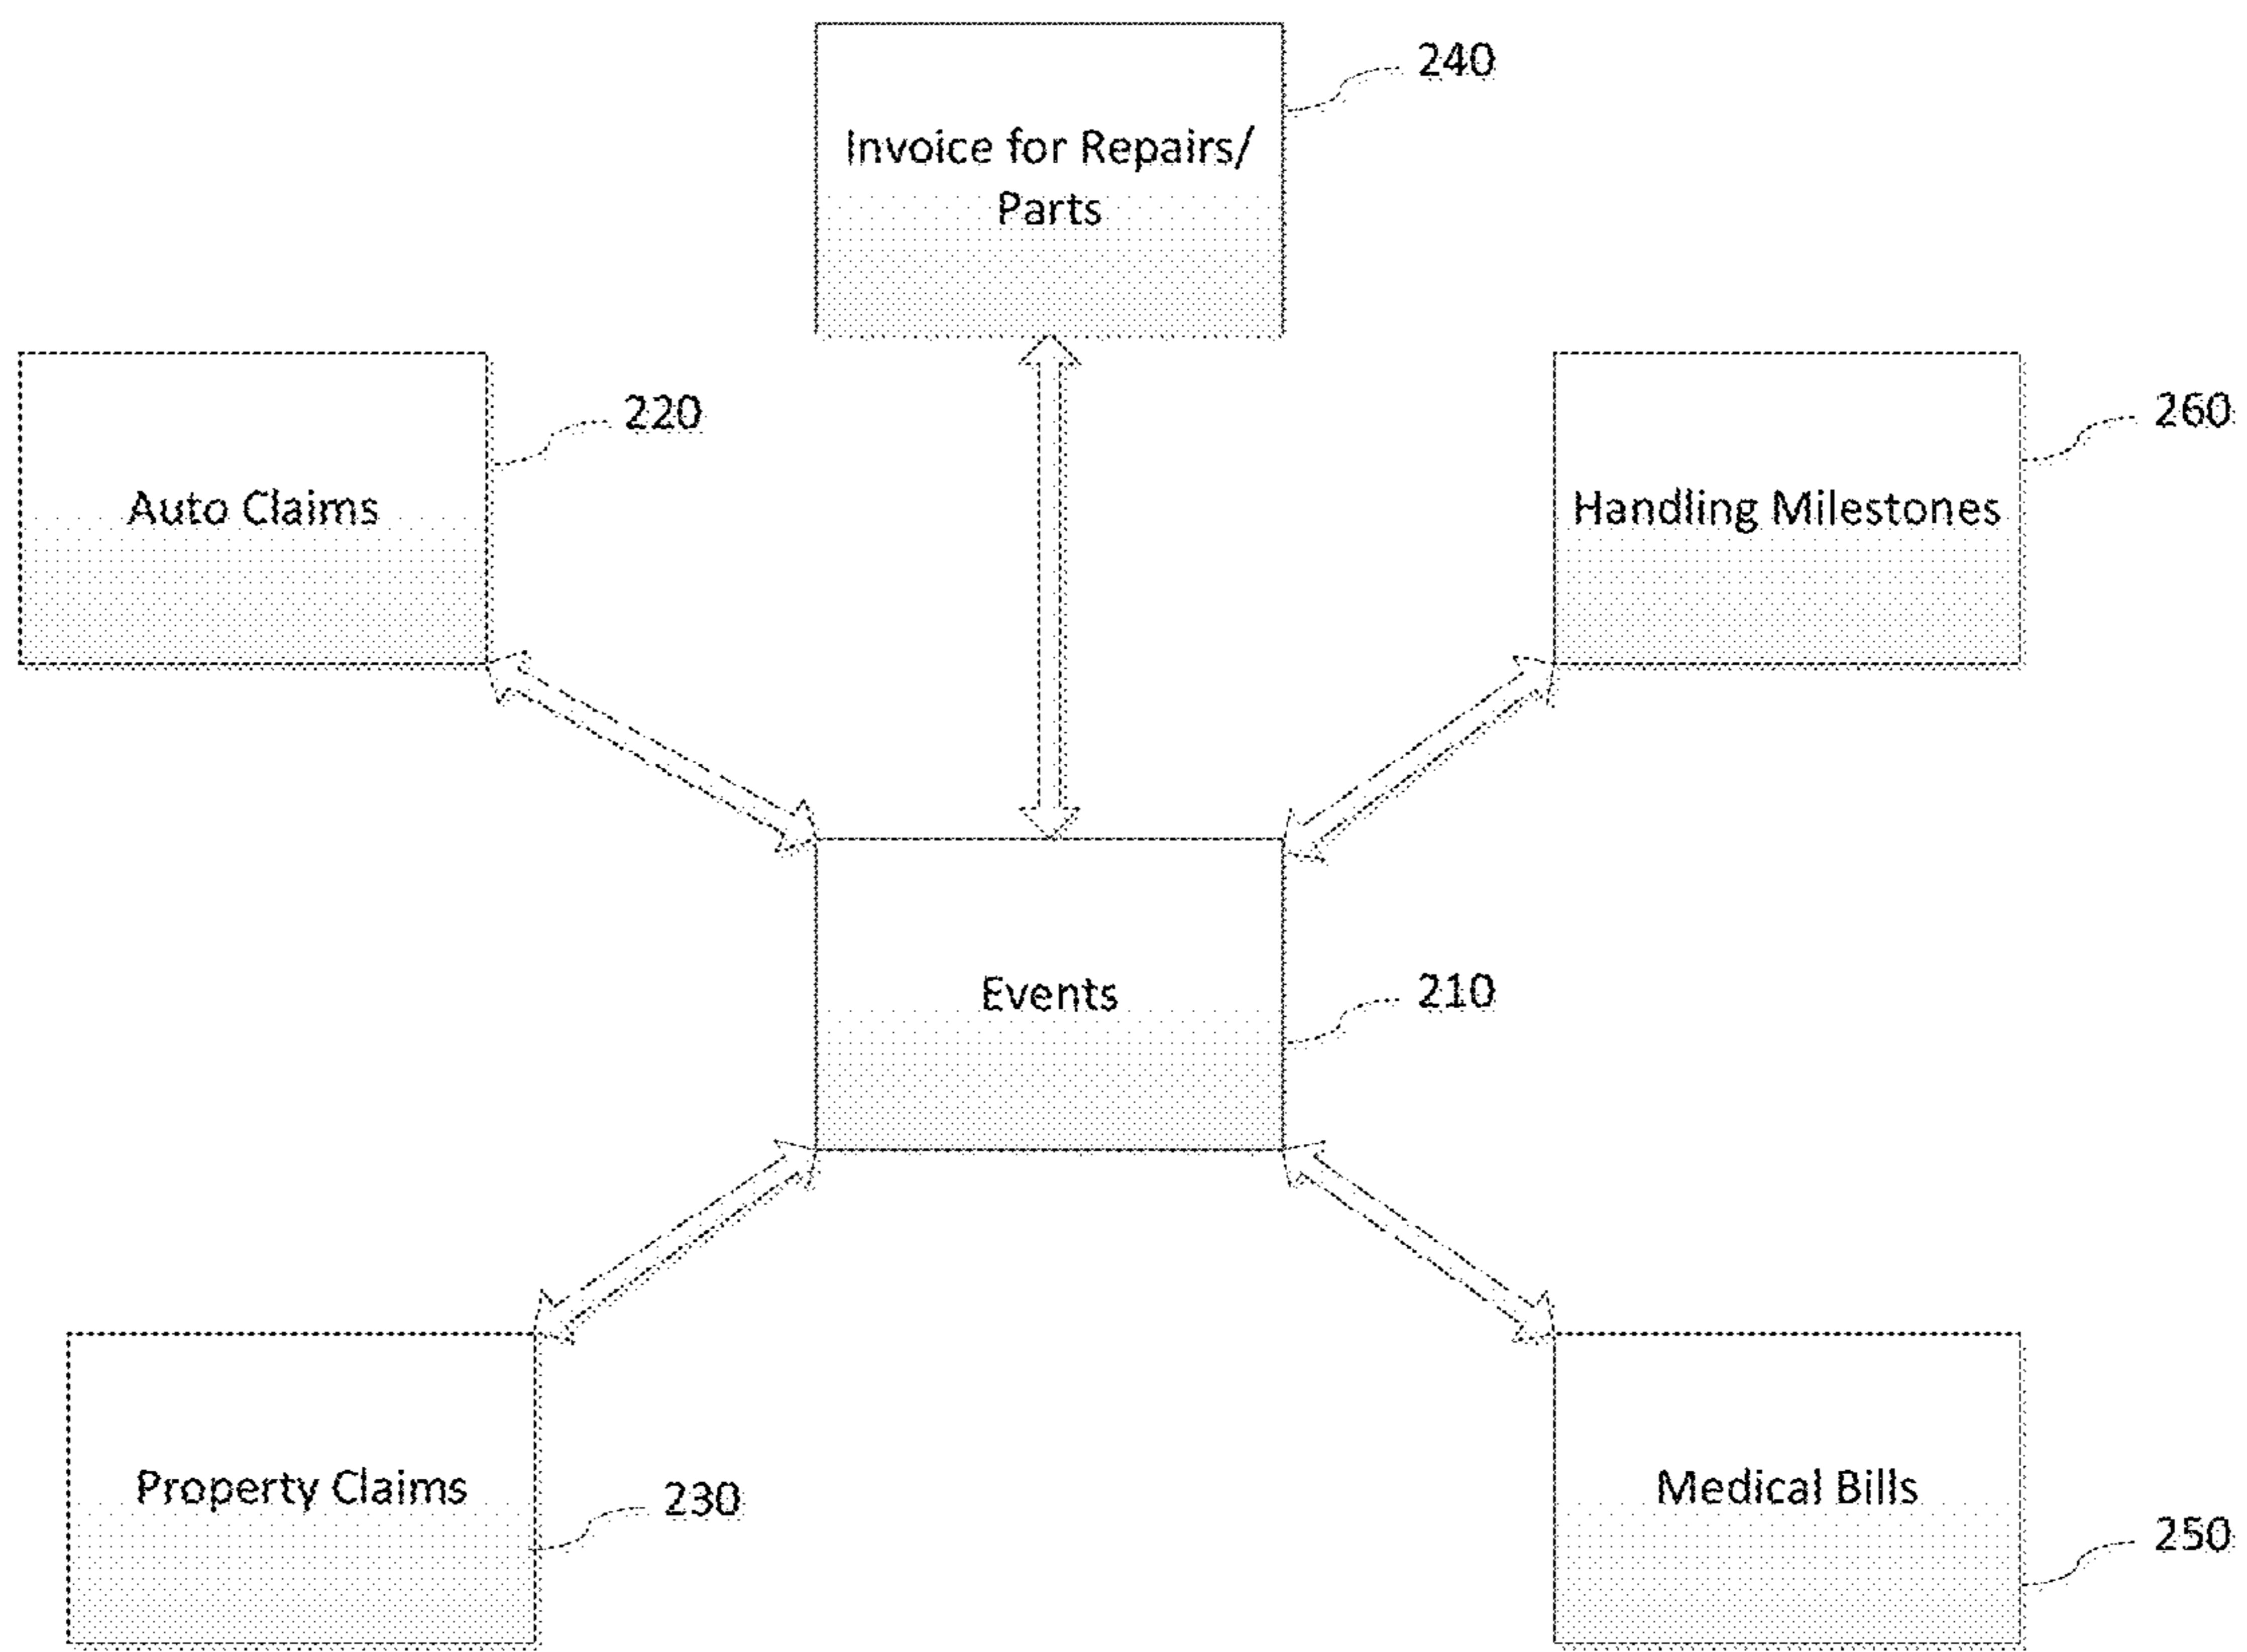 240
Invoice for Repairs/
Parts
220
Auto Claims
260
Handling Milestones
Events
210
Property Claims
230
Medical Bills
250